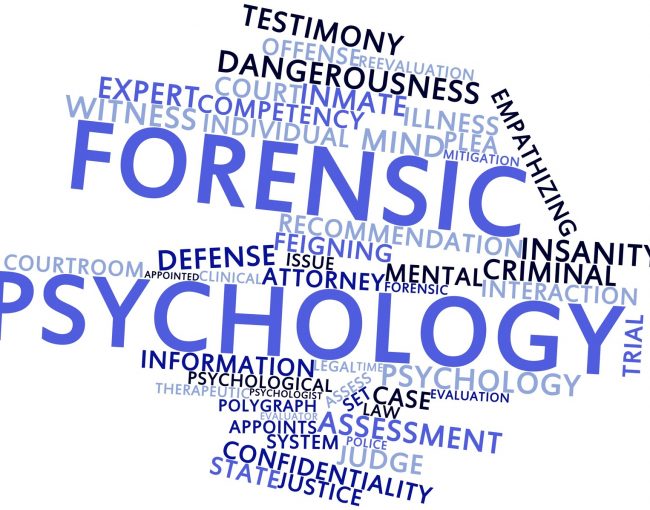 TESTIMONY
OFFENSE REEVALUATION
DANGEROUSNESS
EXPERT COURT INMATE
WITNESS COMPETENCY ILLNESS
INDIVIDUAL MIND PLEA
MITIGATION
EMPATHIZING
FORENSIC
RECOMMENDATION
FEIGNING INSANITY
COURTROOM DEFENSE ISSUE
APPOINTED CLINICAL ATTORNEY MENTAL CRIMINAL
FORENSIC INTERACTION
PSYCHOLOGY
TRIAL
INFORMATION LEGAL TIME PSYCHOLOGY
PSYCHOLOGICAL ASSESS
THERAPEUTIC PSYCHOLOGIST SET CASE EVALUATION
POLYGRAPH LAW
EVALUATOR
APPOINTS ASSESSMENT
SYSTEM POLICE
CONFIDENTIALITY JUDGE
STATE JUSTICE